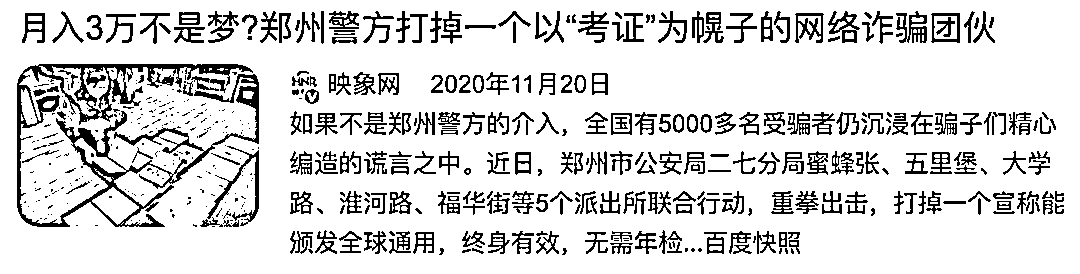 月入3万不是梦?郑州警方打掉一个以“考证”为幌子的网络诈骗团伙
映象网 2020年11月20日
如果不是郑州警方的介入，全国有5000多名受骗者仍沉浸在骗子们精心
编造的谎言之中。近日，郑州市公安局二七分局蜜蜂张、五里堡、大学
路、淮河路、福华街等5个派出所联合行动，重拳出击，打掉一个宣称能
颁发全球通用，终身有效，无需年检...百度快照